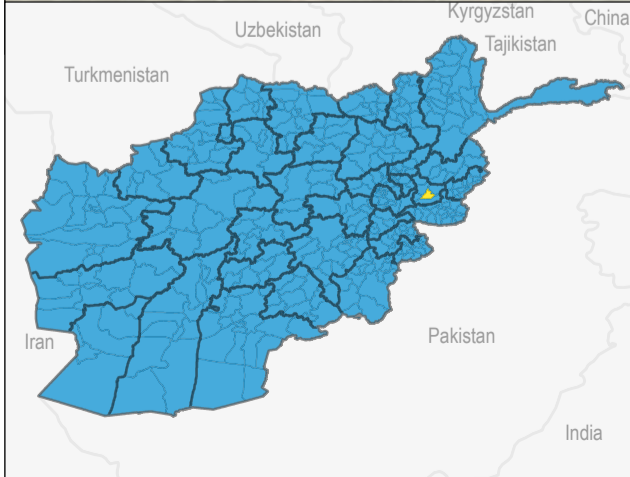 Kyrgyzstan
China
Uzbekistan
Tajikistan
Turkmenistan
Iran
Pakistan
India